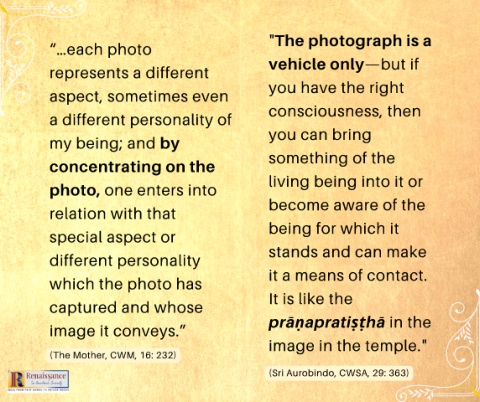 “...each photo
represents a different
aspect, sometimes even
a different personality of
my being; and by
concentrating on the
photo, one enters into
relation with that
special aspect or
different personality
which the photo has
captured and whose
image it conveys.”
(The Mother, CWM, 16: 232)
"The photograph is a
vehicle only—but if
you have the right
consciousness, then
you can bring
something of the
living being into it or
become aware of the
being for which it
stands and can make
it a means of contact.
It is like the
prāṇapratiṣṭhā in the
image in the temple."
(Sri Aurobindo, CWSA, 29: 363)
Renaissance